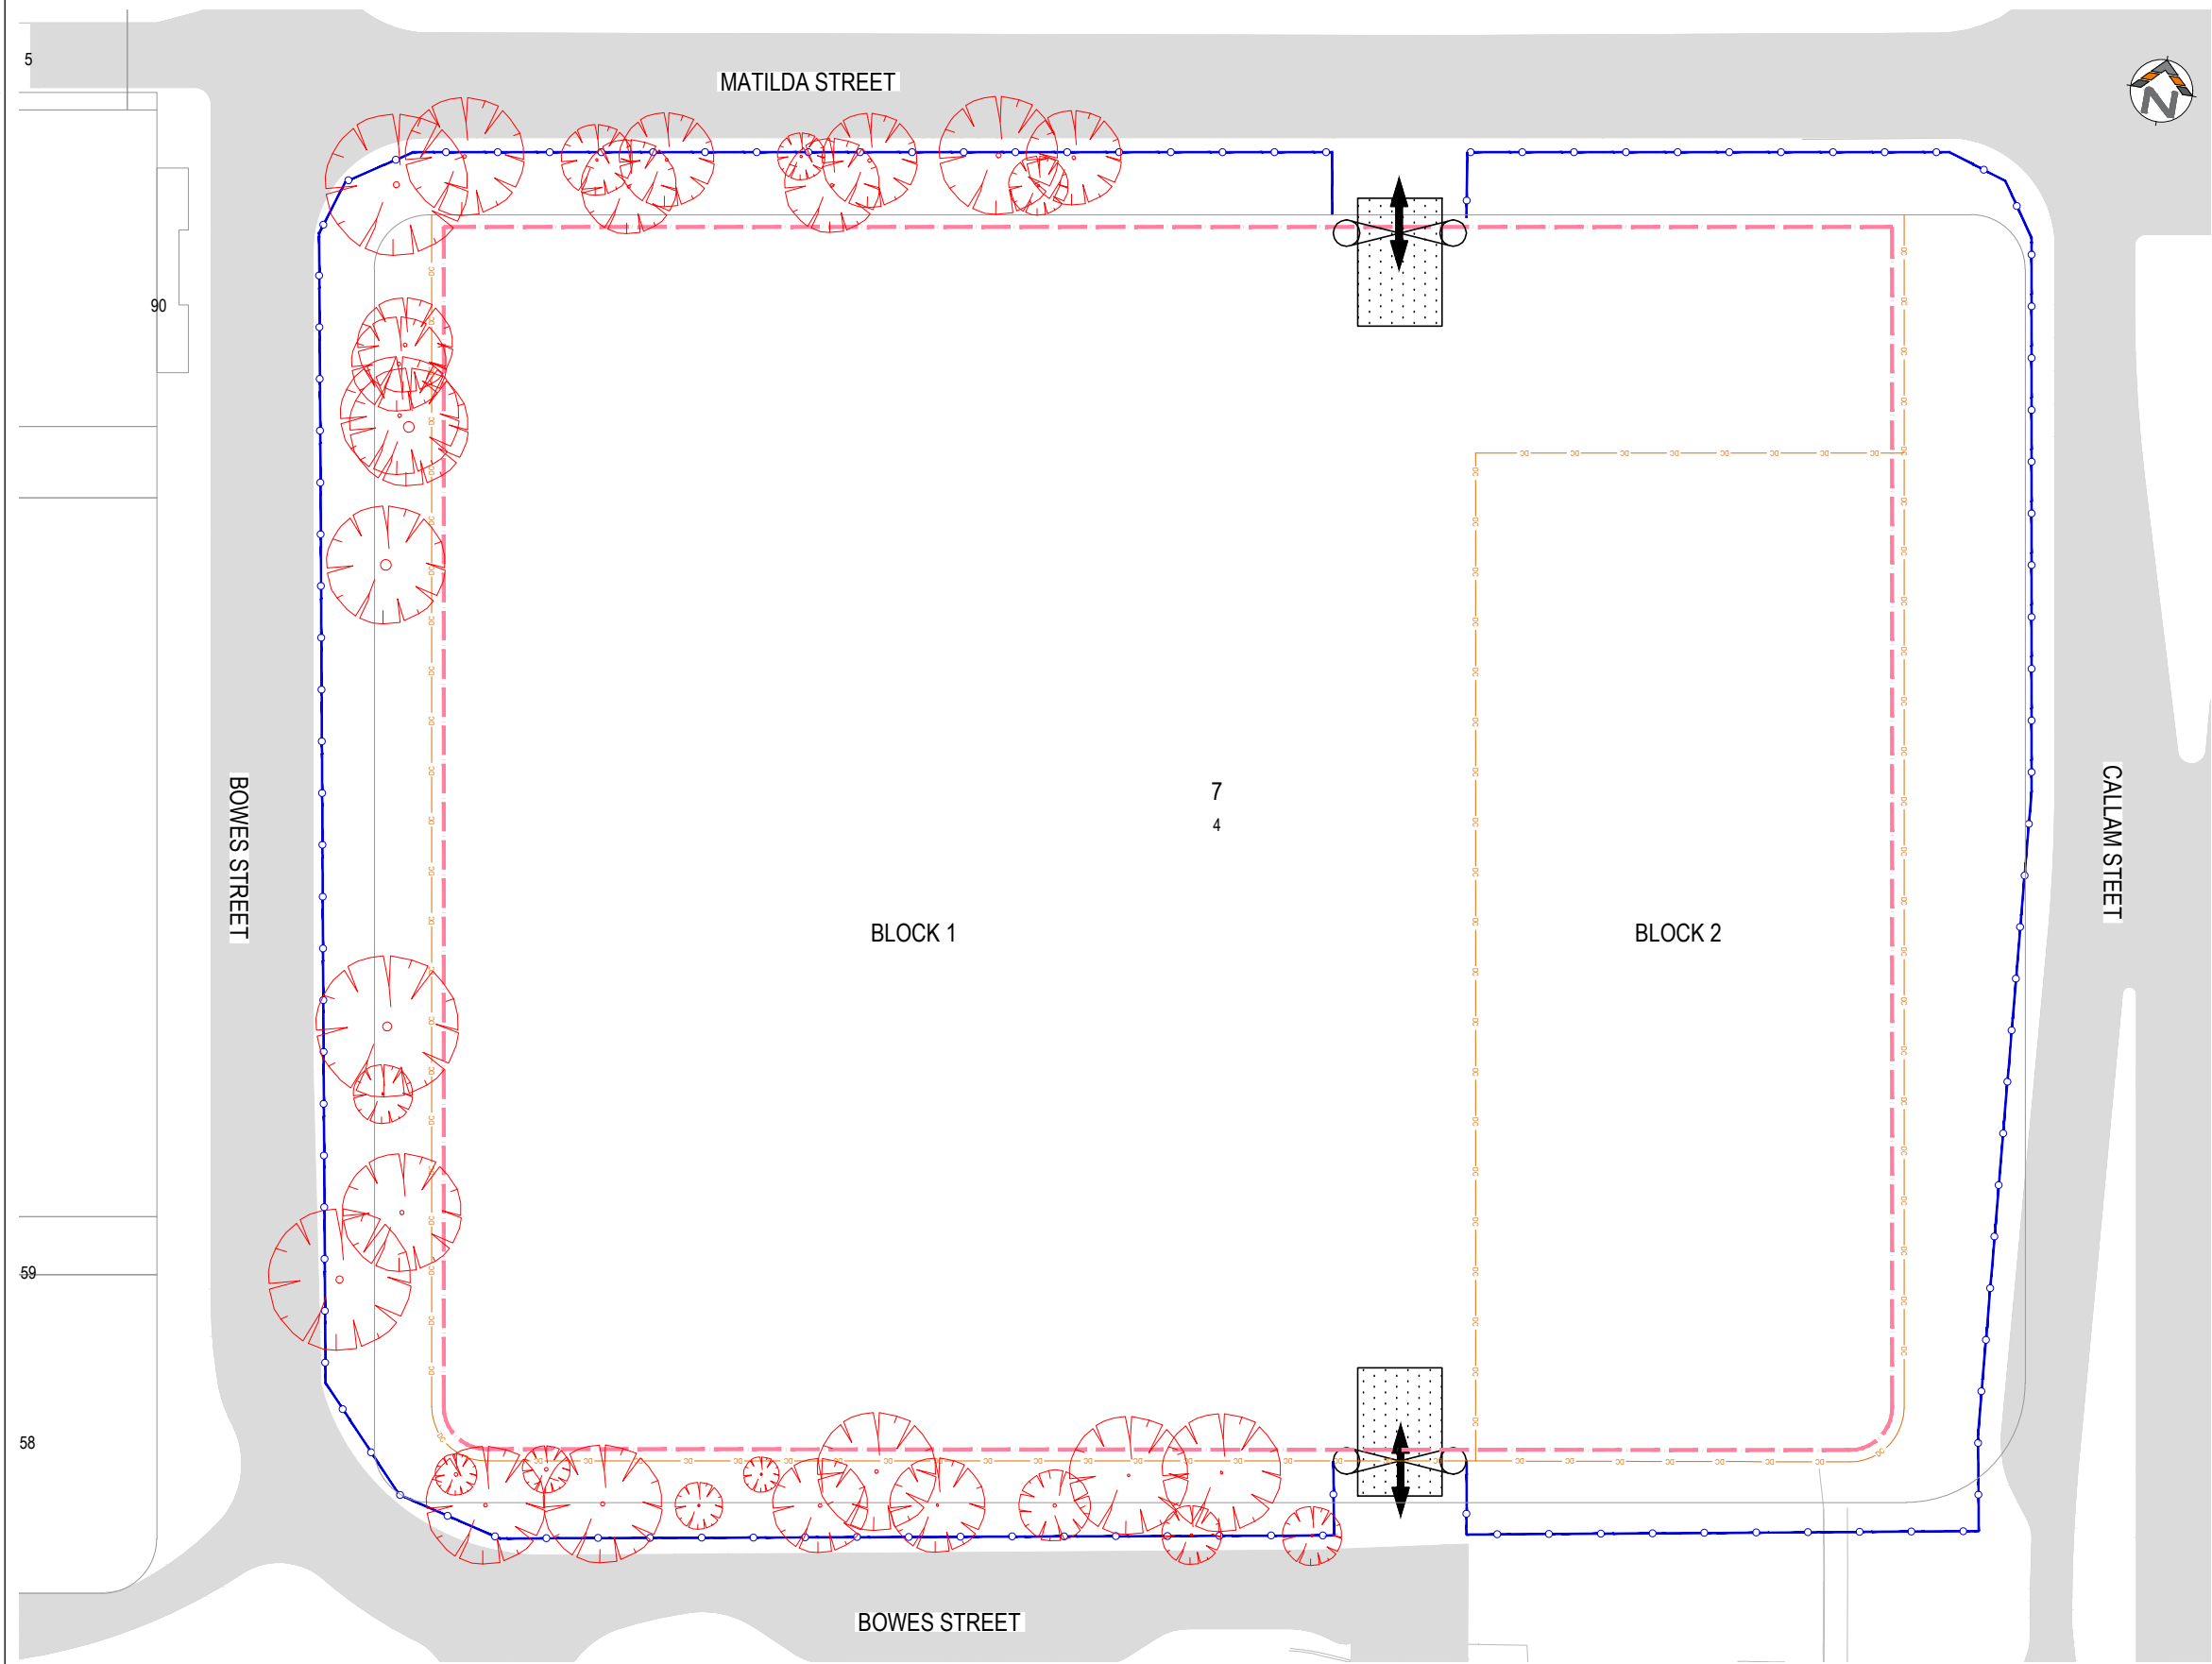 5
MATILDA STREET
N
90
7
4
BOWES STREET
CALLAM STEET
BLOCK 1
BLOCK 2
59
58
BOWES STREET